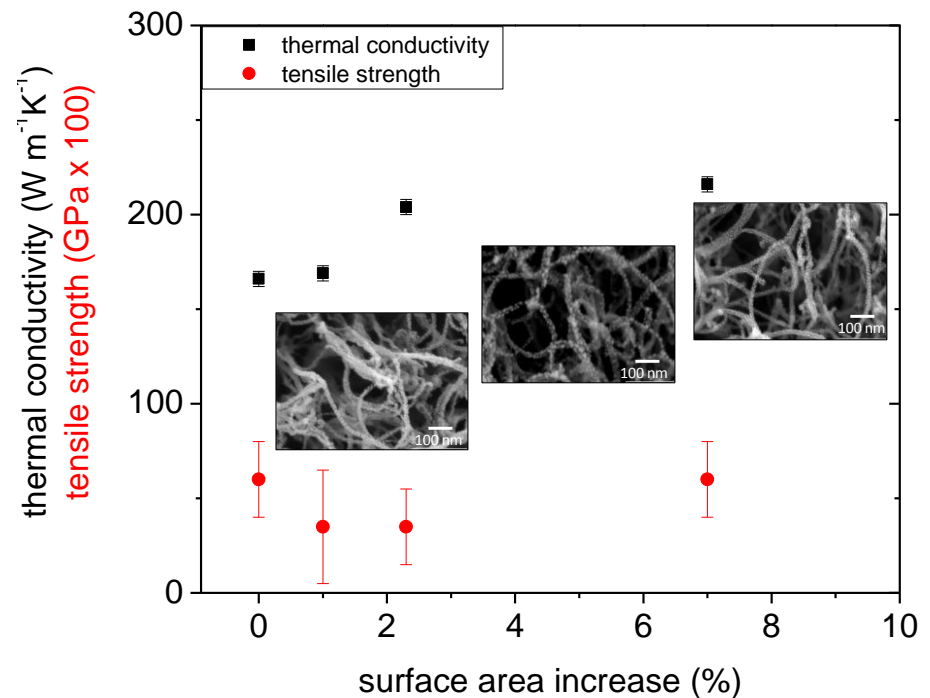 thermal conductivity (W m⁻¹K⁻¹)
tensile strength (GPa x 100)
300
200
100
0
thermal conductivity
tensile strength
100 nm
100 nm
100 nm
0 2 4 6 8 10
surface area increase (%)